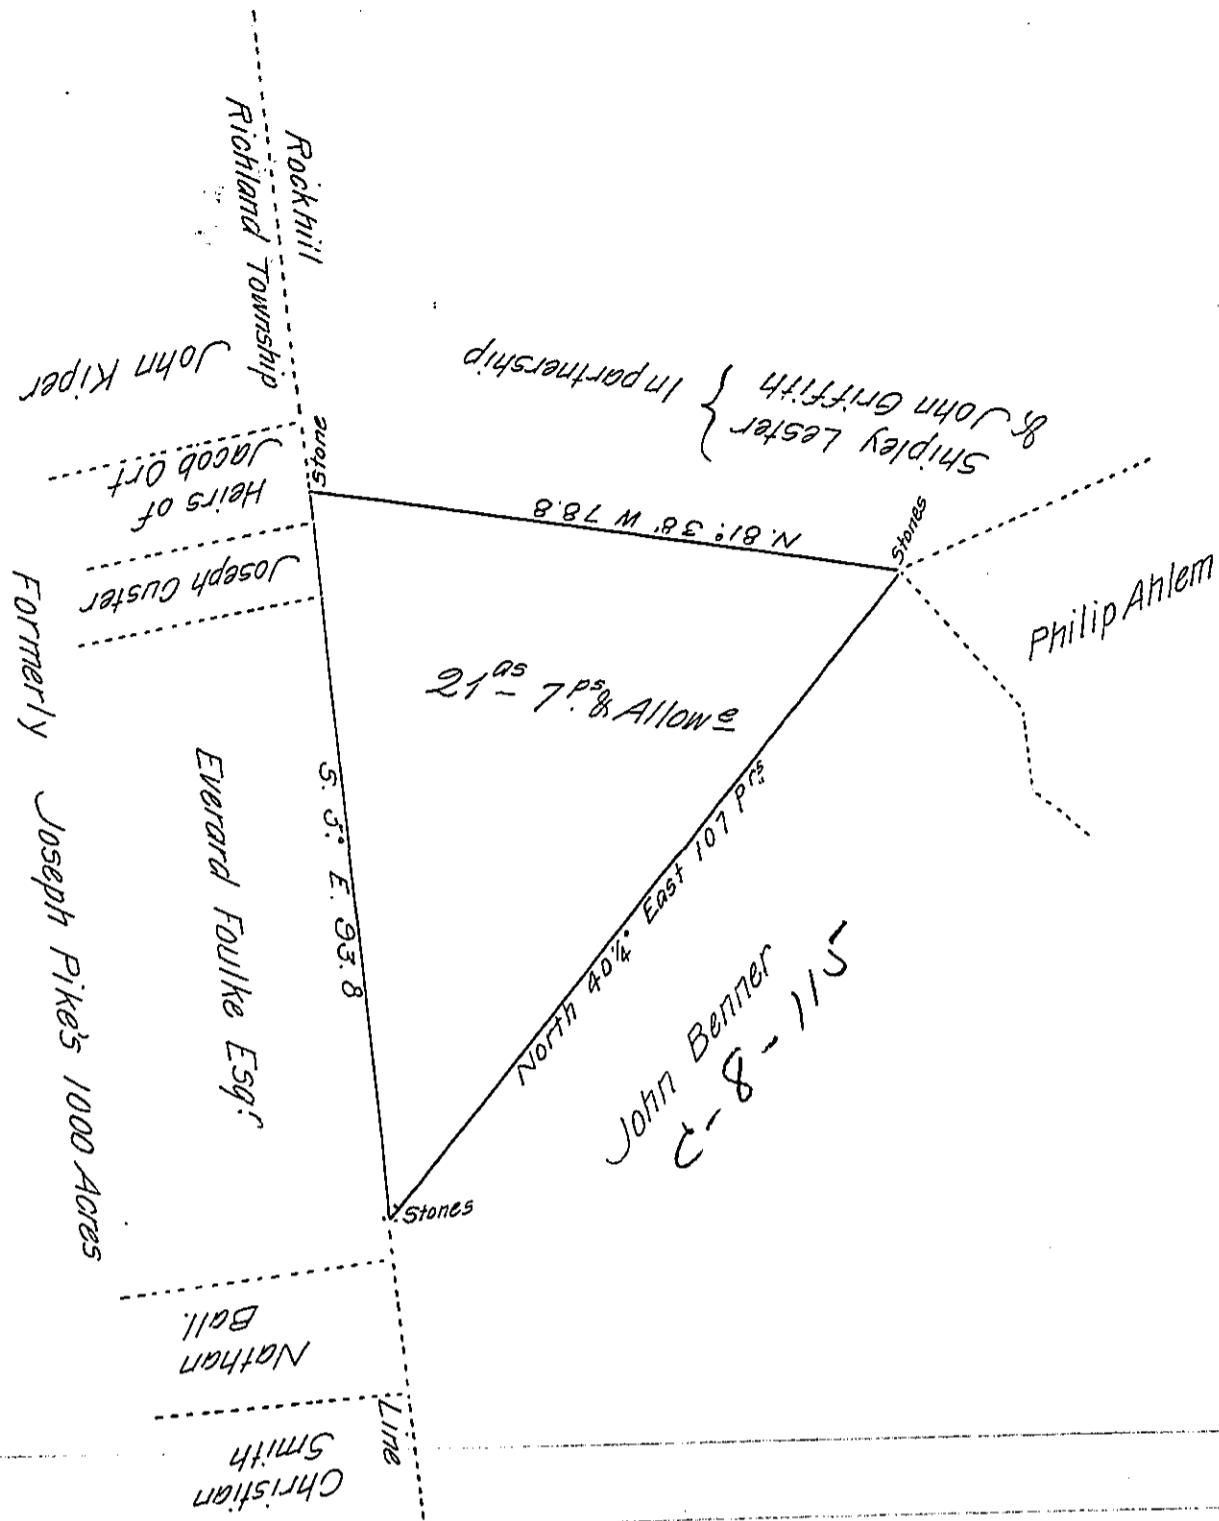 Rockhill
Richland Township
John Kiper
Heirs of
Jacob Ort
Joseph Custer
Stone
Shipley Lester
& John Griffith } In partnership
N. 81° 38' W 78.8
Stones
Philip Ahlem
21as - 7ps. & Allowe
S. 5° E. 93.8
North 40 1/4° East 107 Prs
Everard Foulke Esqr
Formerly Joseph Pike's 1000 Acres
John Benner
C-8-115
Stones
Nathan
Ball.
Line
Christian
Smith